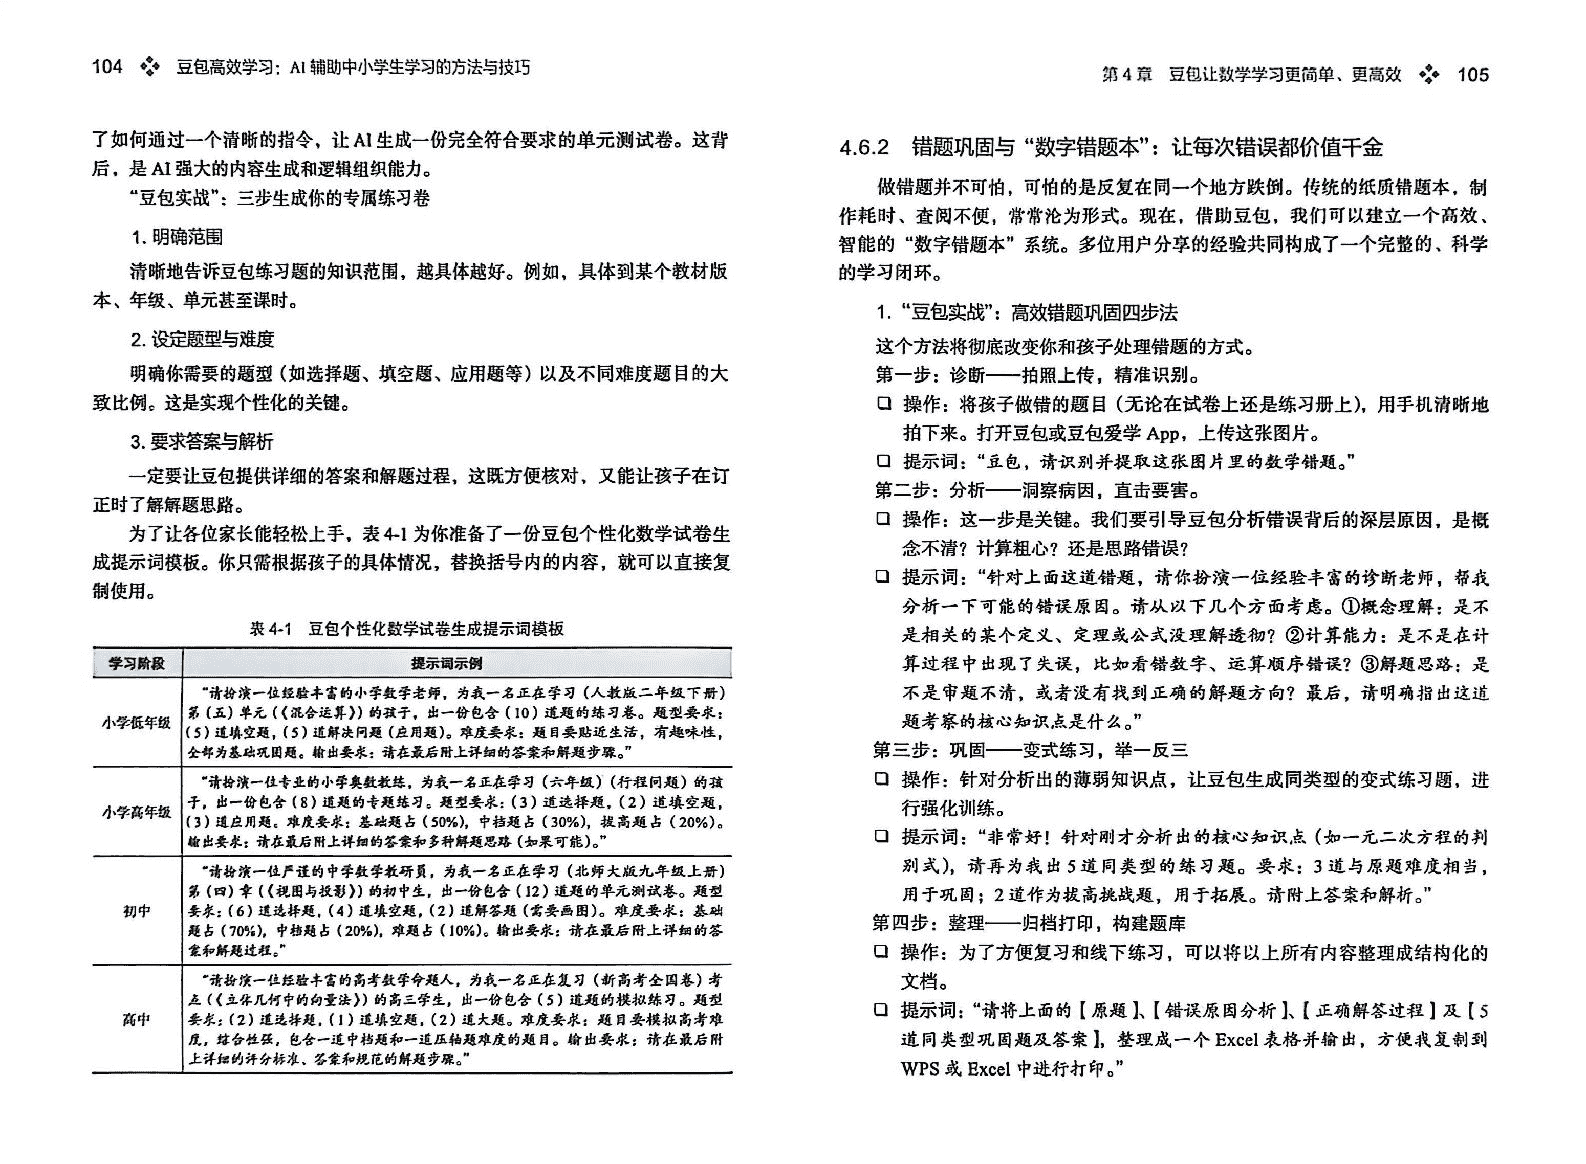 104 豆包高效学习：AI 辅助中小学生学习的方法与技巧
了如何通过一个清晰的指令，让 AI 生成一份完全符合要求的单元测试卷。这背
后，是 AI 强大的内容生成和逻辑组织能力。
“豆包实战”：三步生成你的专属练习卷
1. 明确范围
清晰地告诉豆包练习题的知识范围，越具体越好。例如，具体到某个教材版
本、年级、单元甚至课时。
2. 设定题型与难度
明确你需要的题型（如选择题、填空题、应用题等）以及不同难度题目的大
致比例。这是实现个性化的关键。
3. 要求答案与解析
一定要让豆包提供详细的答案和解题过程，这既方便核对，又能让孩子在订
正时了解解题思路。
为了让各位家长能轻松上手，表 4-1 为你准备了一份豆包个性化数学试卷生
成提示词模板。你只需根据孩子的具体情况，替换括号内的内容，就可以直接复
制使用。
表 4-1 豆包个性化数学试卷生成提示词模板
学习阶段 提示词示例
小学低年级
“请扮演一位经验丰富的小学数学老师，为我一名正在学习（人教版二年级下册）
第（五）单元（《混合运算》）的孩子，出一份包含（10）道题的练习卷。题型要求：
（5）道填空题，（5）道解决问题（应用题）。难度要求：题目要贴近生活，有趣味性，
全部为基础巩固题。输出要求：请在最后附上详细的答案和解题步骤。”
小学高年级
“请扮演一位专业的小学奥数教练，为我一名正在学习（六年级）（行程问题）的孩
子，出一份包含（8）道题的专题练习。题型要求：（3）道选择题，（2）道填空题，
（3）道应用题。难度要求：基础题占（50%），中档题占（30%），拔高题占（20%）。
输出要求：请在最后附上详细的答案和多种解题思路（如果可能）。”
初中
“请扮演一位严谨的中学数学教研员，为我一名正在学习（北师大版九年级上册）
第（四）章（《视图与投影》）的初中生，出一份包含（12）道题的单元测试卷。题型
要求：（6）道选择题，（4）道填空题，（2）道解答题（需要画图）。难度要求：基础
题占（70%），中档题占（20%），难题占（10%）。输出要求：请在最后附上详细的答
案和解题过程。”
高中
“请扮演一位经验丰富的高考数学命题人，为我一名正在复习（新高考全国卷）考
点（《立体几何中的向量法》）的高三学生，出一份包含（5）道题的模拟练习。题型
要求：（2）道选择题，（1）道填空题，（2）道大题。难度要求：题目要模拟高考难
度，综合性强，包含一道中档题和一道压轴题难度的题目。输出要求：请在最后附
上详细的评分标准、答案和规范的解题步骤。”
第 4 章 豆包让数学学习更简单、更高效 105
4.6.2 错题巩固与“数字错题本”：让每次错误都价值千金
做错题并不可怕，可怕的是反复在同一个地方跌倒。传统的纸质错题本，制
作耗时、查阅不便，常常沦为形式。现在，借助豆包，我们可以建立一个高效、
智能的“数字错题本”系统。多位用户分享的经验共同构成了一个完整的、科学
的学习闭环。
1. “豆包实战”：高效错题巩固四步法
这个方法将彻底改变你和孩子处理错题的方式。
第一步：诊断——拍照上传，精准识别。
❑ 操作：将孩子做错的题目（无论在试卷上还是练习册上），用手机清晰地
拍下来。打开豆包或豆包爱学 App，上传这张图片。
❑ 提示词：“豆包，请识别并提取这张图片里的数学错题。”
第二步：分析——洞察病因，直击要害。
❑ 操作：这一步是关键。我们要引导豆包分析错误背后的深层原因，是概
念不清？计算粗心？还是思路错误？
❑ 提示词：“针对上面这道错题，请你扮演一位经验丰富的诊断老师，帮我
分析一下可能的错误原因。请从以下几个方面考虑。①概念理解：是不
是相关的某个定义、定理或公式没理解透彻？②计算能力：是不是在计
算过程中出现了失误，比如看错数字、运算顺序错误？③解题思路：是
不是审题不清，或者没有找到正确的解题方向？最后，请明确指出这道
题考察的核心知识点是什么。”
第三步：巩固——变式练习，举一反三
❑ 操作：针对分析出的薄弱知识点，让豆包生成同类型的变式练习题，进
行强化训练。
❑ 提示词：“非常好！针对刚才分析出的核心知识点（如一元二次方程的判
别式），请再为我出 5 道同类型的练习题。要求：3 道与原题难度相当，
用于巩固；2 道作为拔高挑战题，用于拓展。请附上答案和解析。”
第四步：整理——归档打印，构建题库
❑ 操作：为了方便复习和线下练习，可以将以上所有内容整理成结构化的
文档。
❑ 提示词：“请将上面的【原题】、【错误原因分析】、【正确解答过程】及【5
道同类型巩固题及答案】，整理成一个 Excel 表格并输出，方便我复制到
WPS 或 Excel 中进行打印。”